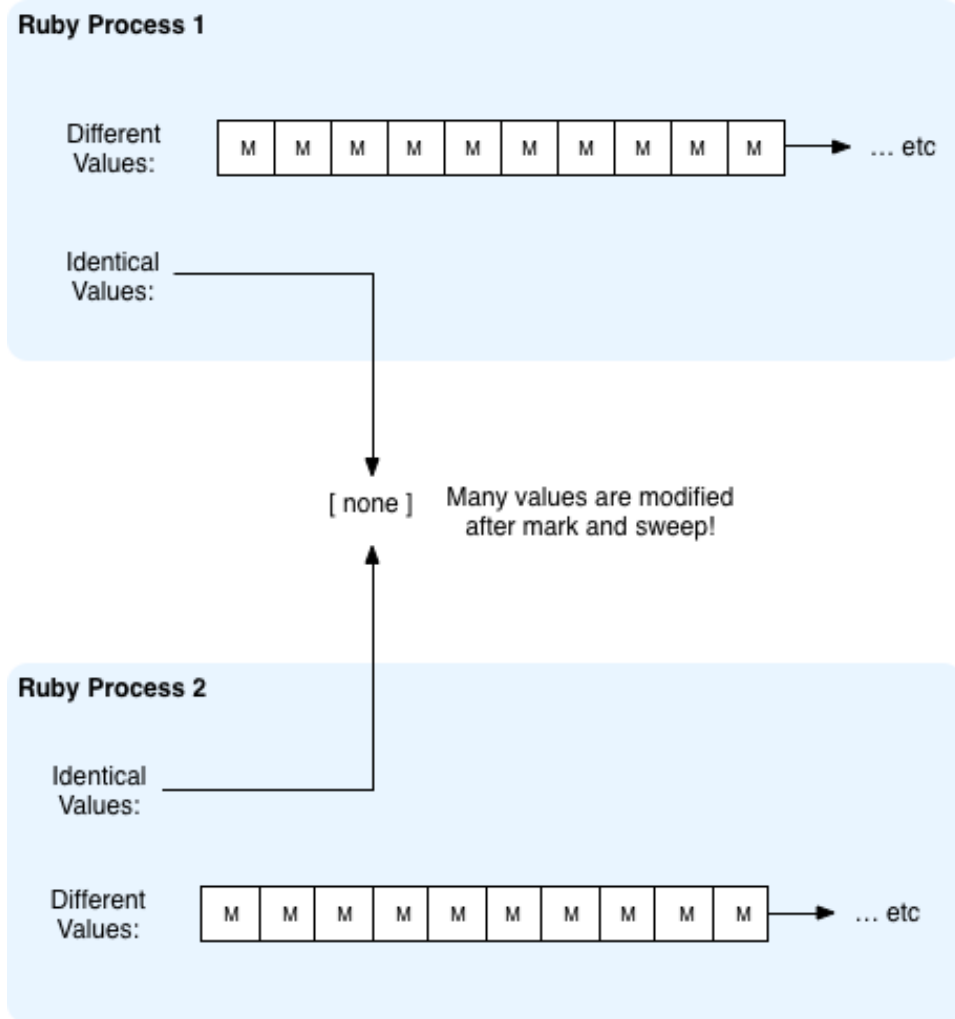 Ruby Process 1
Different
Values:
M M M M M M M M M M
... etc
Identical
Values:
[ none ]
Many values are modified
after mark and sweep!
Ruby Process 2
Identical
Values:
Different
Values:
M M M M M M M M M M
... etc